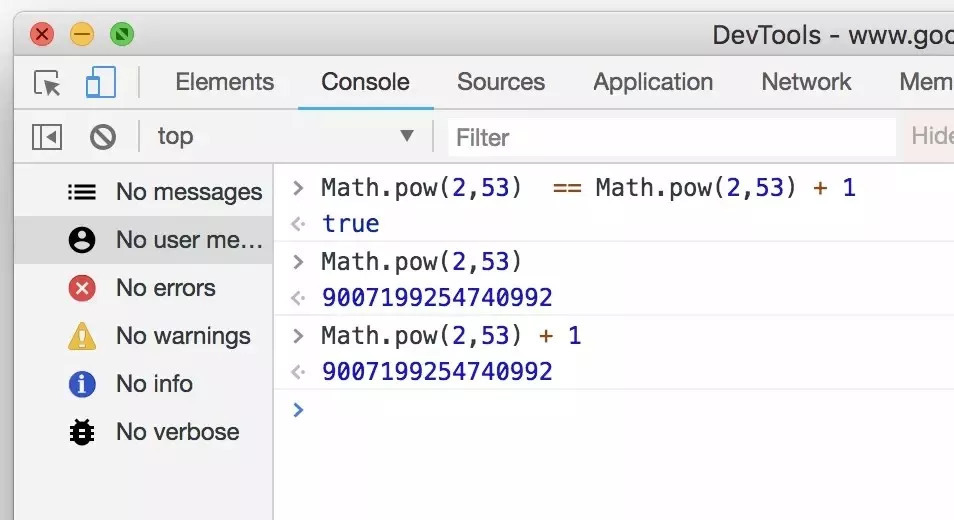 DevTools - www.goo
Elements Console Sources Application Network Mem
top Filter Hide
No messages
No user me…
No errors
No warnings
No info
No verbose
> Math.pow(2,53)  == Math.pow(2,53) + 1
true
> Math.pow(2,53)
9007199254740992
> Math.pow(2,53) + 1
9007199254740992
>